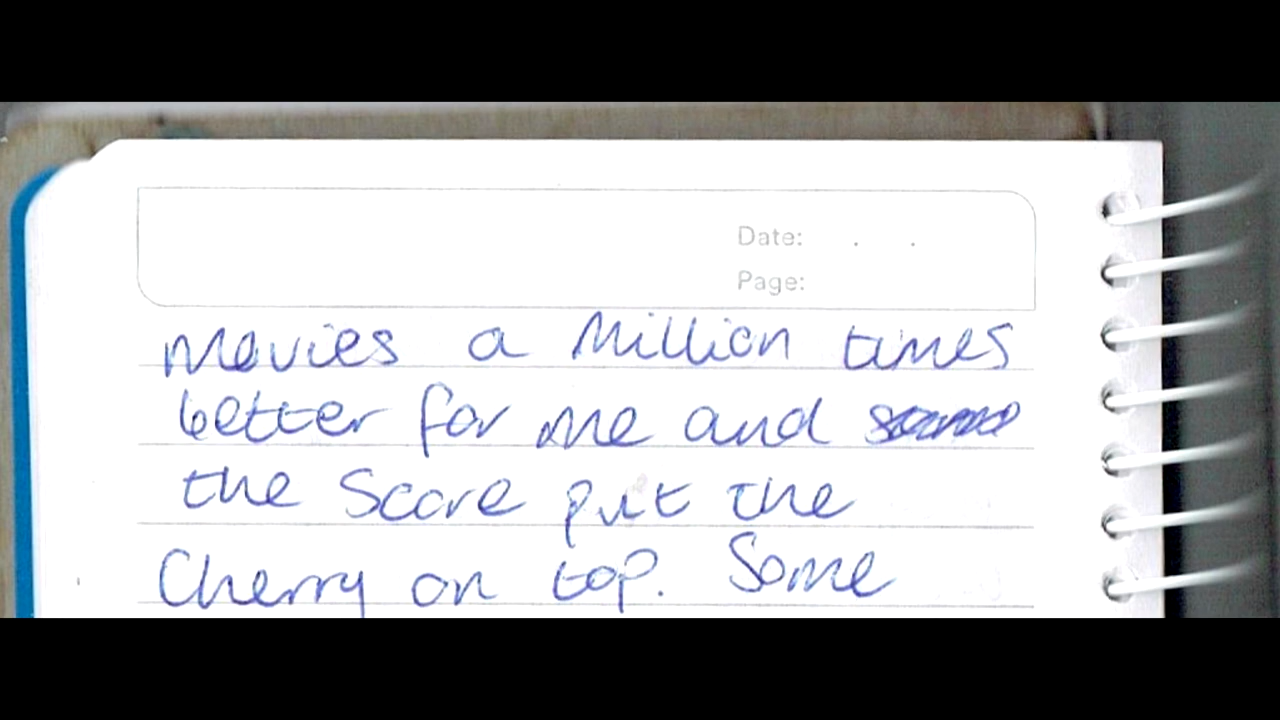 Date: . .
Page:
Movies a Million times
better for me and
the Score put the
Cherry on top. Some